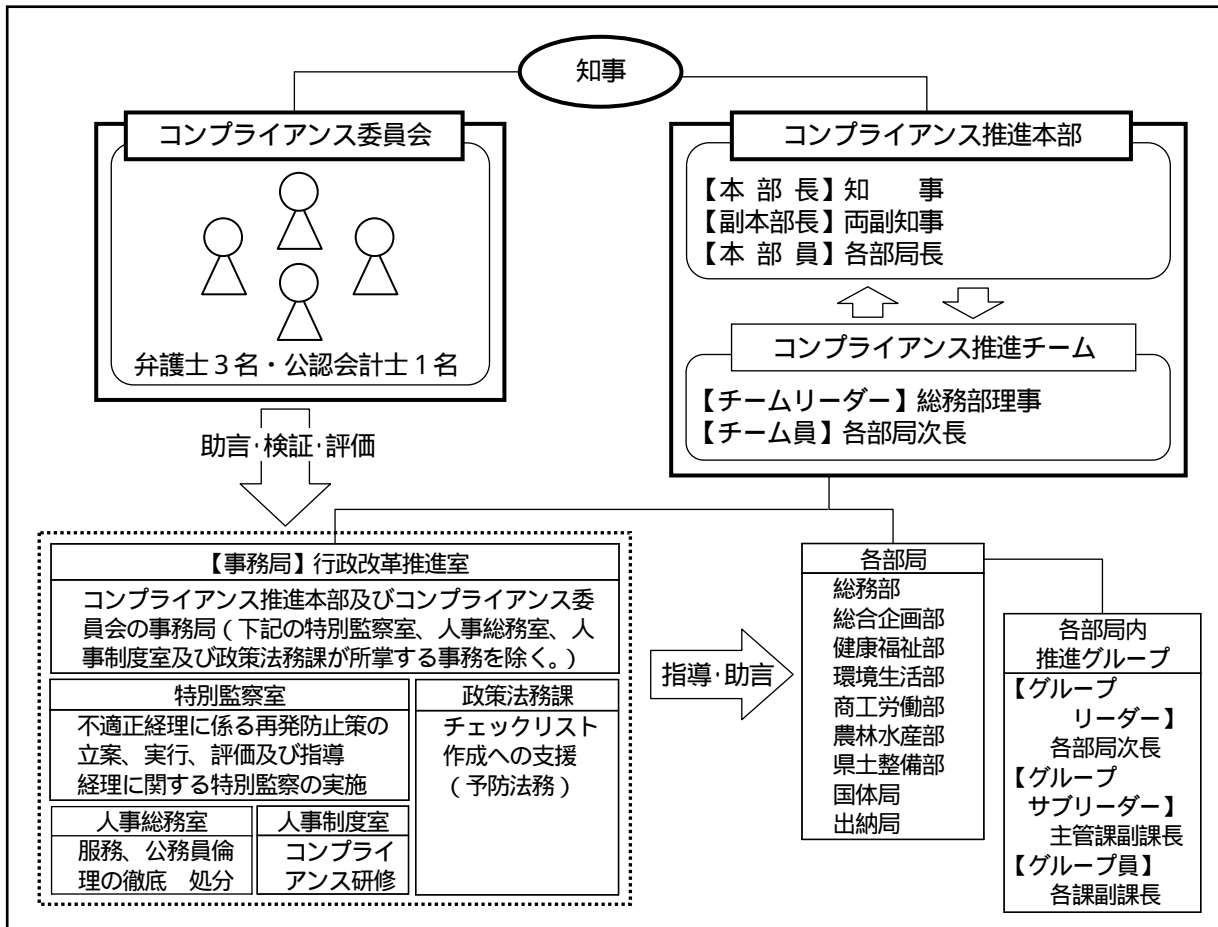 知事
コンプライアンス委員会
弁護士３名・公認会計士１名
助言・検証・評価
コンプライアンス推進本部
【本 部 長】知　　事
【副本部長】両副知事
【本 部 員】各部局長
コンプライアンス推進チーム
【チームリーダー】総務部理事
【チーム員】各部局次長
【事務局】行政改革推進室
コンプライアンス推進本部及びコンプライアンス委
員会の事務局（下記の特別監察室、人事総務室、人
事制度室及び政策法務課が所掌する事務を除く。）
特別監察室
不適正経理に係る再発防止策の
立案、実行、評価及び指導
経理に関する特別監察の実施
政策法務課
チェックリスト
作成への支援
（予防法務）
人事総務室
服務、公務員倫
理の徹底　処分
人事制度室
コンプライ
アンス研修
指導・助言
各部局
総務部
総合企画部
健康福祉部
環境生活部
商工労働部
農林水産部
県土整備部
国体局
出納局
各部局内
推進グループ
【グループ
リーダー】
各部局次長
【グループ
サブリーダー】
主管課副課長
【グループ員】
各課副課長